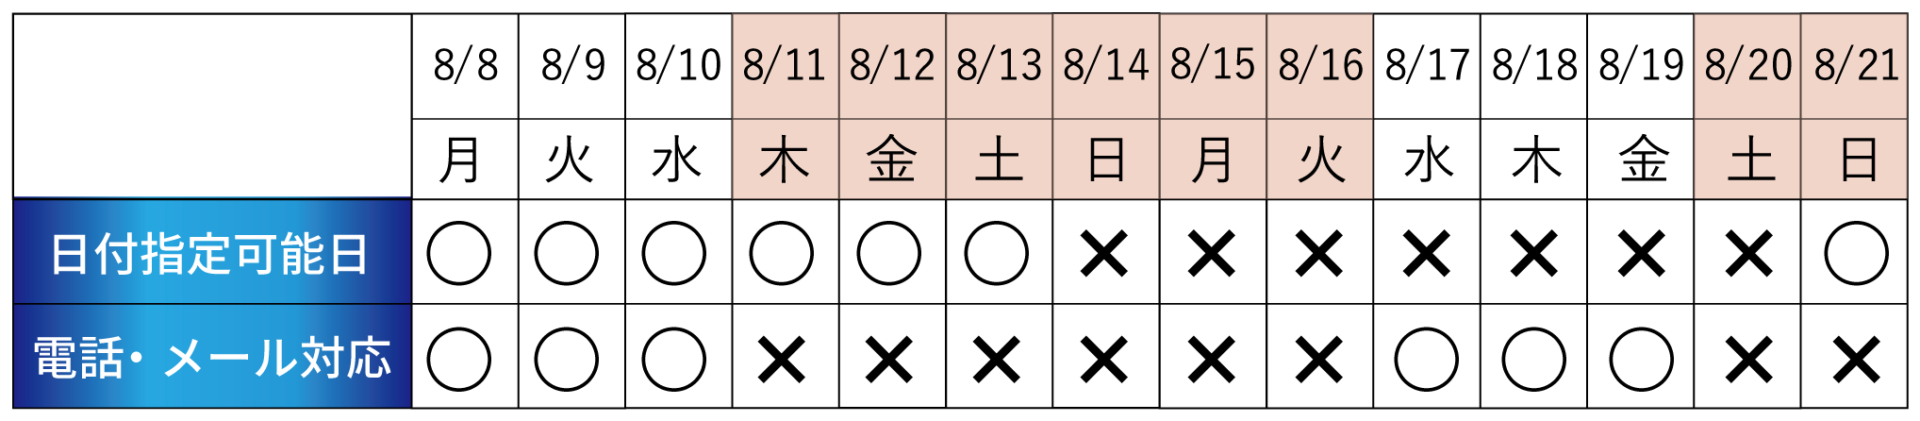 8/8 8/9 8/10 8/11 8/12 8/13 8/14 8/15 8/16 8/17 8/18 8/19 8/20 8/21
月 火 水 木 金 土 日 月 火 水 木 金 土 日
日付指定可能日 ○ ○ ○ ○ ○ ○ × × × × × × × ○
電話・メール対応 ○ ○ ○ × × × × × × ○ ○ ○ × ×